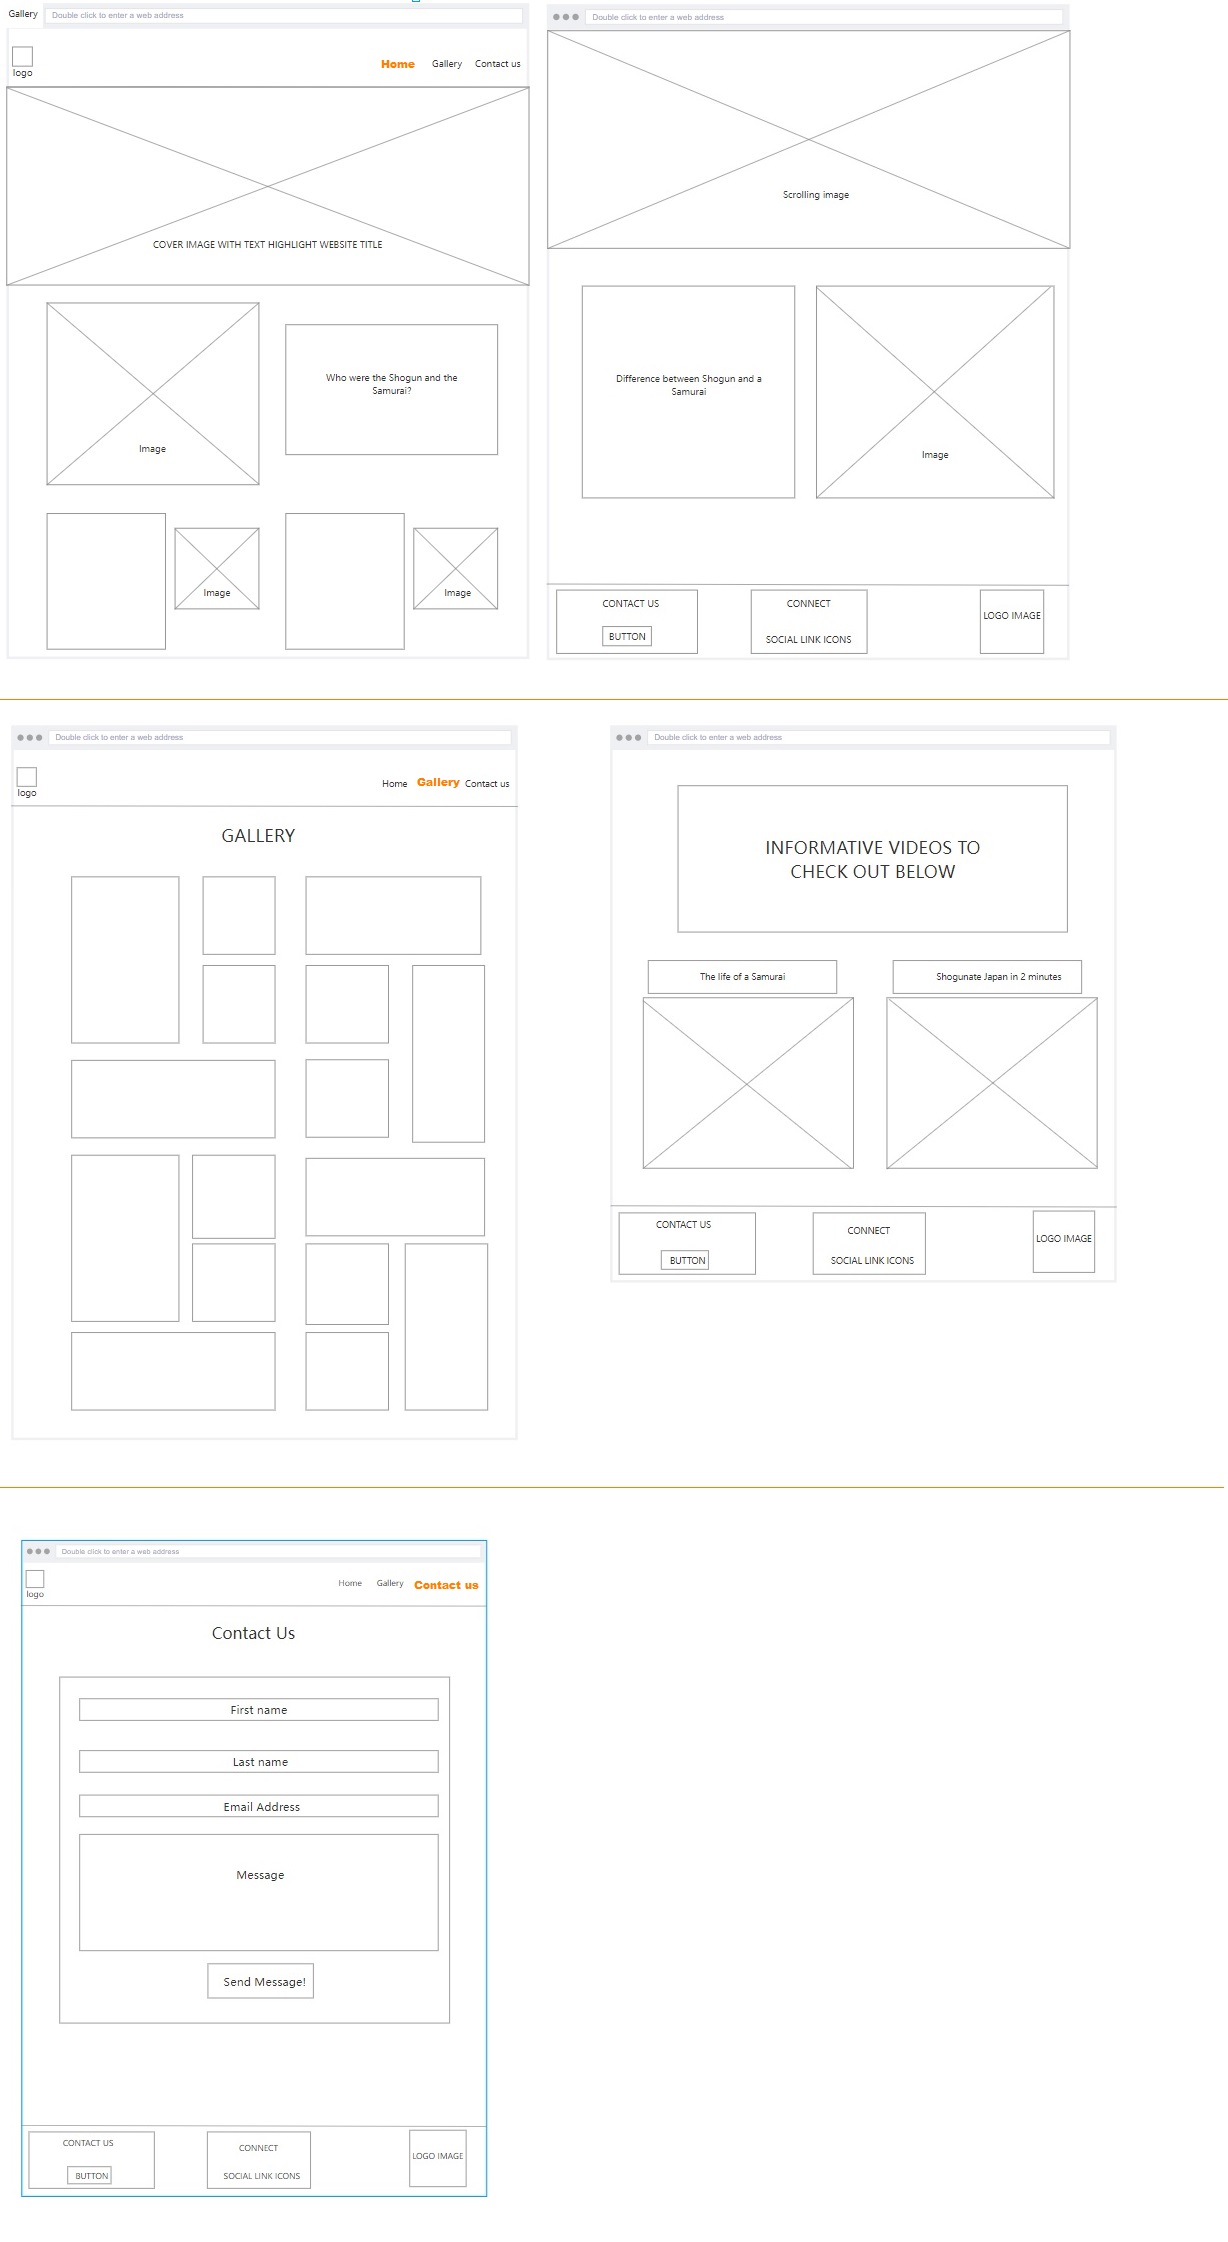 Gallery
Double click to enter a web address
logo
Home
Gallery
Contact us
COVER IMAGE WITH TEXT HIGHLIGHT WEBSITE TITLE
Image
Who were the Shogun and the
Samurai?
Image
Image
Double click to enter a web address
Scrolling image
Difference between Shogun and a
Samurai
Image
CONTACT US
BUTTON
CONNECT
SOCIAL LINK ICONS
LOGO IMAGE
Double click to enter a web address
logo
Home
Gallery
Contact us
GALLERY
Double click to enter a web address
INFORMATIVE VIDEOS TO
CHECK OUT BELOW
The life of a Samurai
Shogunate Japan in 2 minutes
CONTACT US
BUTTON
CONNECT
SOCIAL LINK ICONS
LOGO IMAGE
Double click to enter a web address
logo
Home
Gallery
Contact us
Contact Us
First name
Last name
Email Address
Message
Send Message!
CONTACT US
BUTTON
CONNECT
SOCIAL LINK ICONS
LOGO IMAGE